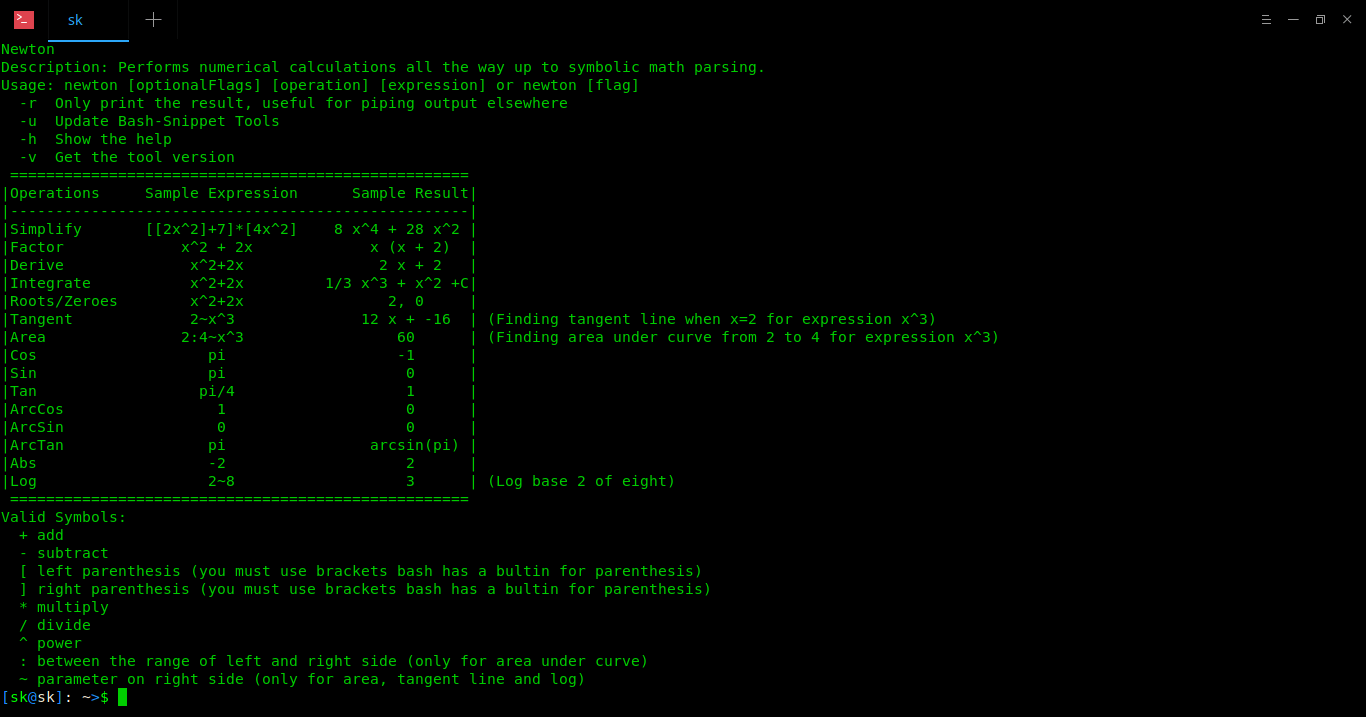 sk
Newton
Description: Performs numerical calculations all the way up to symbolic math parsing.
Usage: newton [optionalFlags] [operation] [expression] or newton [flag]
  -r  Only print the result, useful for piping output elsewhere
  -u  Update Bash-Snippet Tools
  -h  Show the help
  -v  Get the tool version
 ===================================================
|Operations     Sample Expression      Sample Result|
|---------------------------------------------------|
|Simplify       [[2x^2]+7]*[4x^2]    8 x^4 + 28 x^2 |
|Factor             x^2 + 2x             x (x + 2)  |
|Derive              x^2+2x               2 x + 2   |
|Integrate           x^2+2x         1/3 x^3 + x^2 +C|
|Roots/Zeroes        x^2+2x                2, 0     |
|Tangent             2~x^3              12 x + -16  | (Finding tangent line when x=2 for expression x^3)
|Area               2:4~x^3                 60      | (Finding area under curve from 2 to 4 for expression x^3)
|Cos                   pi                   -1      |
|Sin                   pi                    0      |
|Tan                  pi/4                   1      |
|ArcCos                 1                    0      |
|ArcSin                 0                    0      |
|ArcTan                pi                arcsin(pi) |
|Abs                   -2                    2      |
|Log                   2~8                   3      | (Log base 2 of eight)
 ===================================================
Valid Symbols:
  + add
  - subtract
  [ left parenthesis (you must use brackets bash has a bultin for parenthesis)
  ] right parenthesis (you must use brackets bash has a bultin for parenthesis)
  * multiply
  / divide
  ^ power
  : between the range of left and right side (only for area under curve)
  ~ parameter on right side (only for area, tangent line and log)
[sk@sk]: ~>$